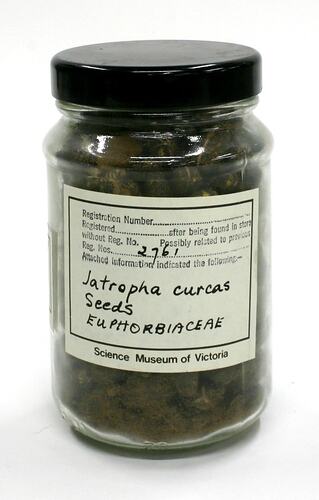 Registration Number....................
Registered....................after being found in store
without Reg. No.     Possibly related to previous
Reg. Nos.....2761....................
Attached information indicated the following:—
Jatropha curcas
Seeds
EUPHORBIACEAE
Science Museum of Victoria